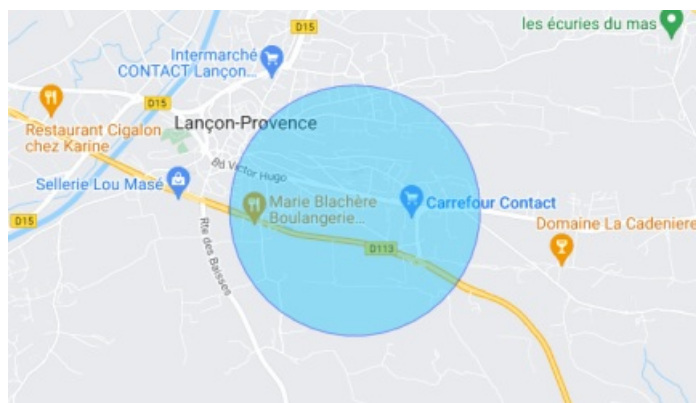 les écuries du mas
D15
Intermarché
CONTACT Lançon...
D15
Restaurant Cigalon
chez Karine
Lançon-Provence
Bd Victor Hugo
Sellerie Lou Masé
Marie Blachère
Boulangerie...
Carrefour Contact
D15
Rte des Baisses
Domaine La Cadeniere
D113